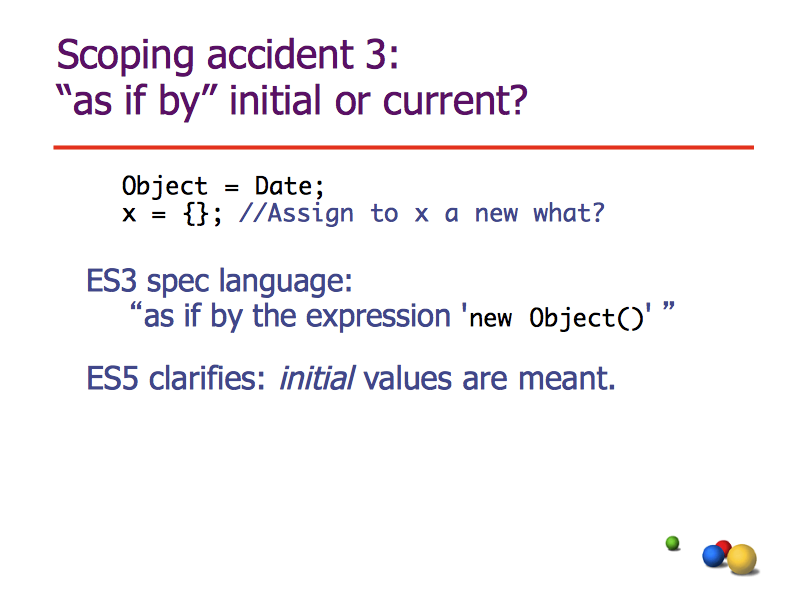 Scoping accident 3:
“as if by” initial or current?
Object = Date;
x = {}; //Assign to x a new what?
ES3 spec language:
“as if by the expression 'new Object()' ”
ES5 clarifies: initial values are meant.